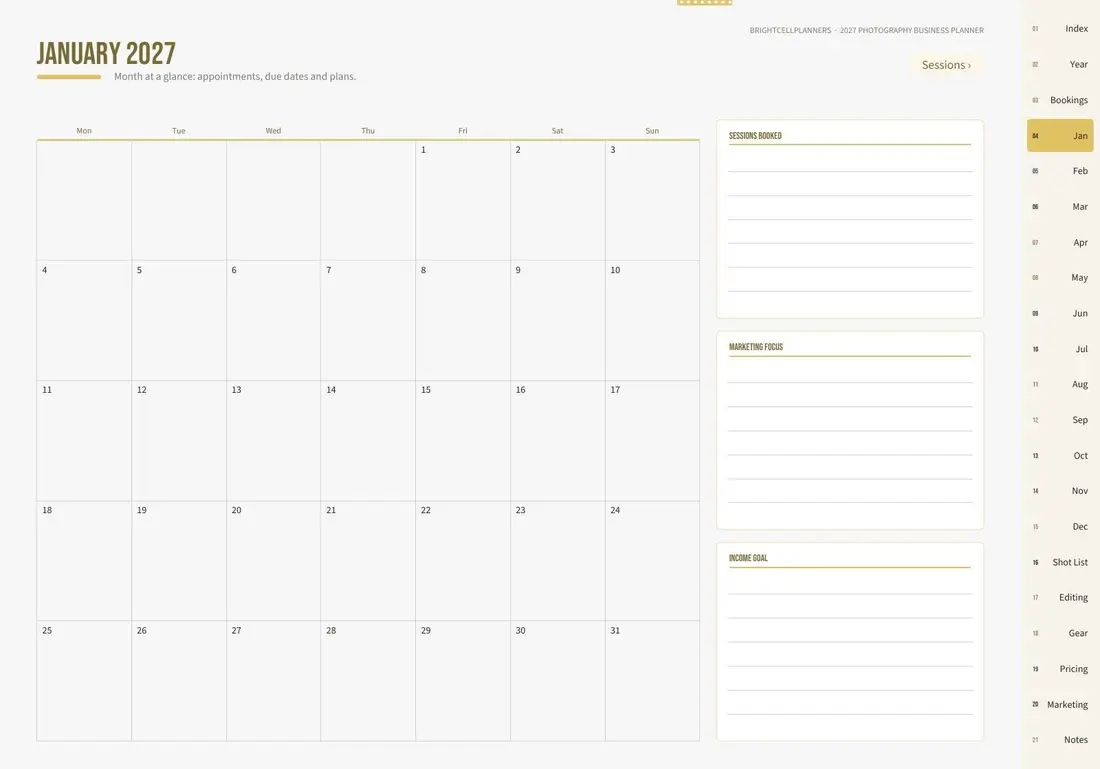 BRIGHTCELLPLANNERS · 2027 PHOTOGRAPHY BUSINESS PLANNER
JANUARY 2027
Month at a glance: appointments, due dates and plans.
Sessions ›
Mon Tue Wed Thu Fri Sat Sun
1 2 3
4 5 6 7 8 9 10
11 12 13 14 15 16 17
18 19 20 21 22 23 24
25 26 27 28 29 30 31
SESSIONS BOOKED
MARKETING FOCUS
INCOME GOAL
01 Index
02 Year
03 Bookings
04 Jan
05 Feb
06 Mar
07 Apr
08 May
09 Jun
10 Jul
11 Aug
12 Sep
13 Oct
14 Nov
15 Dec
16 Shot List
17 Editing
18 Gear
19 Pricing
20 Marketing
21 Notes